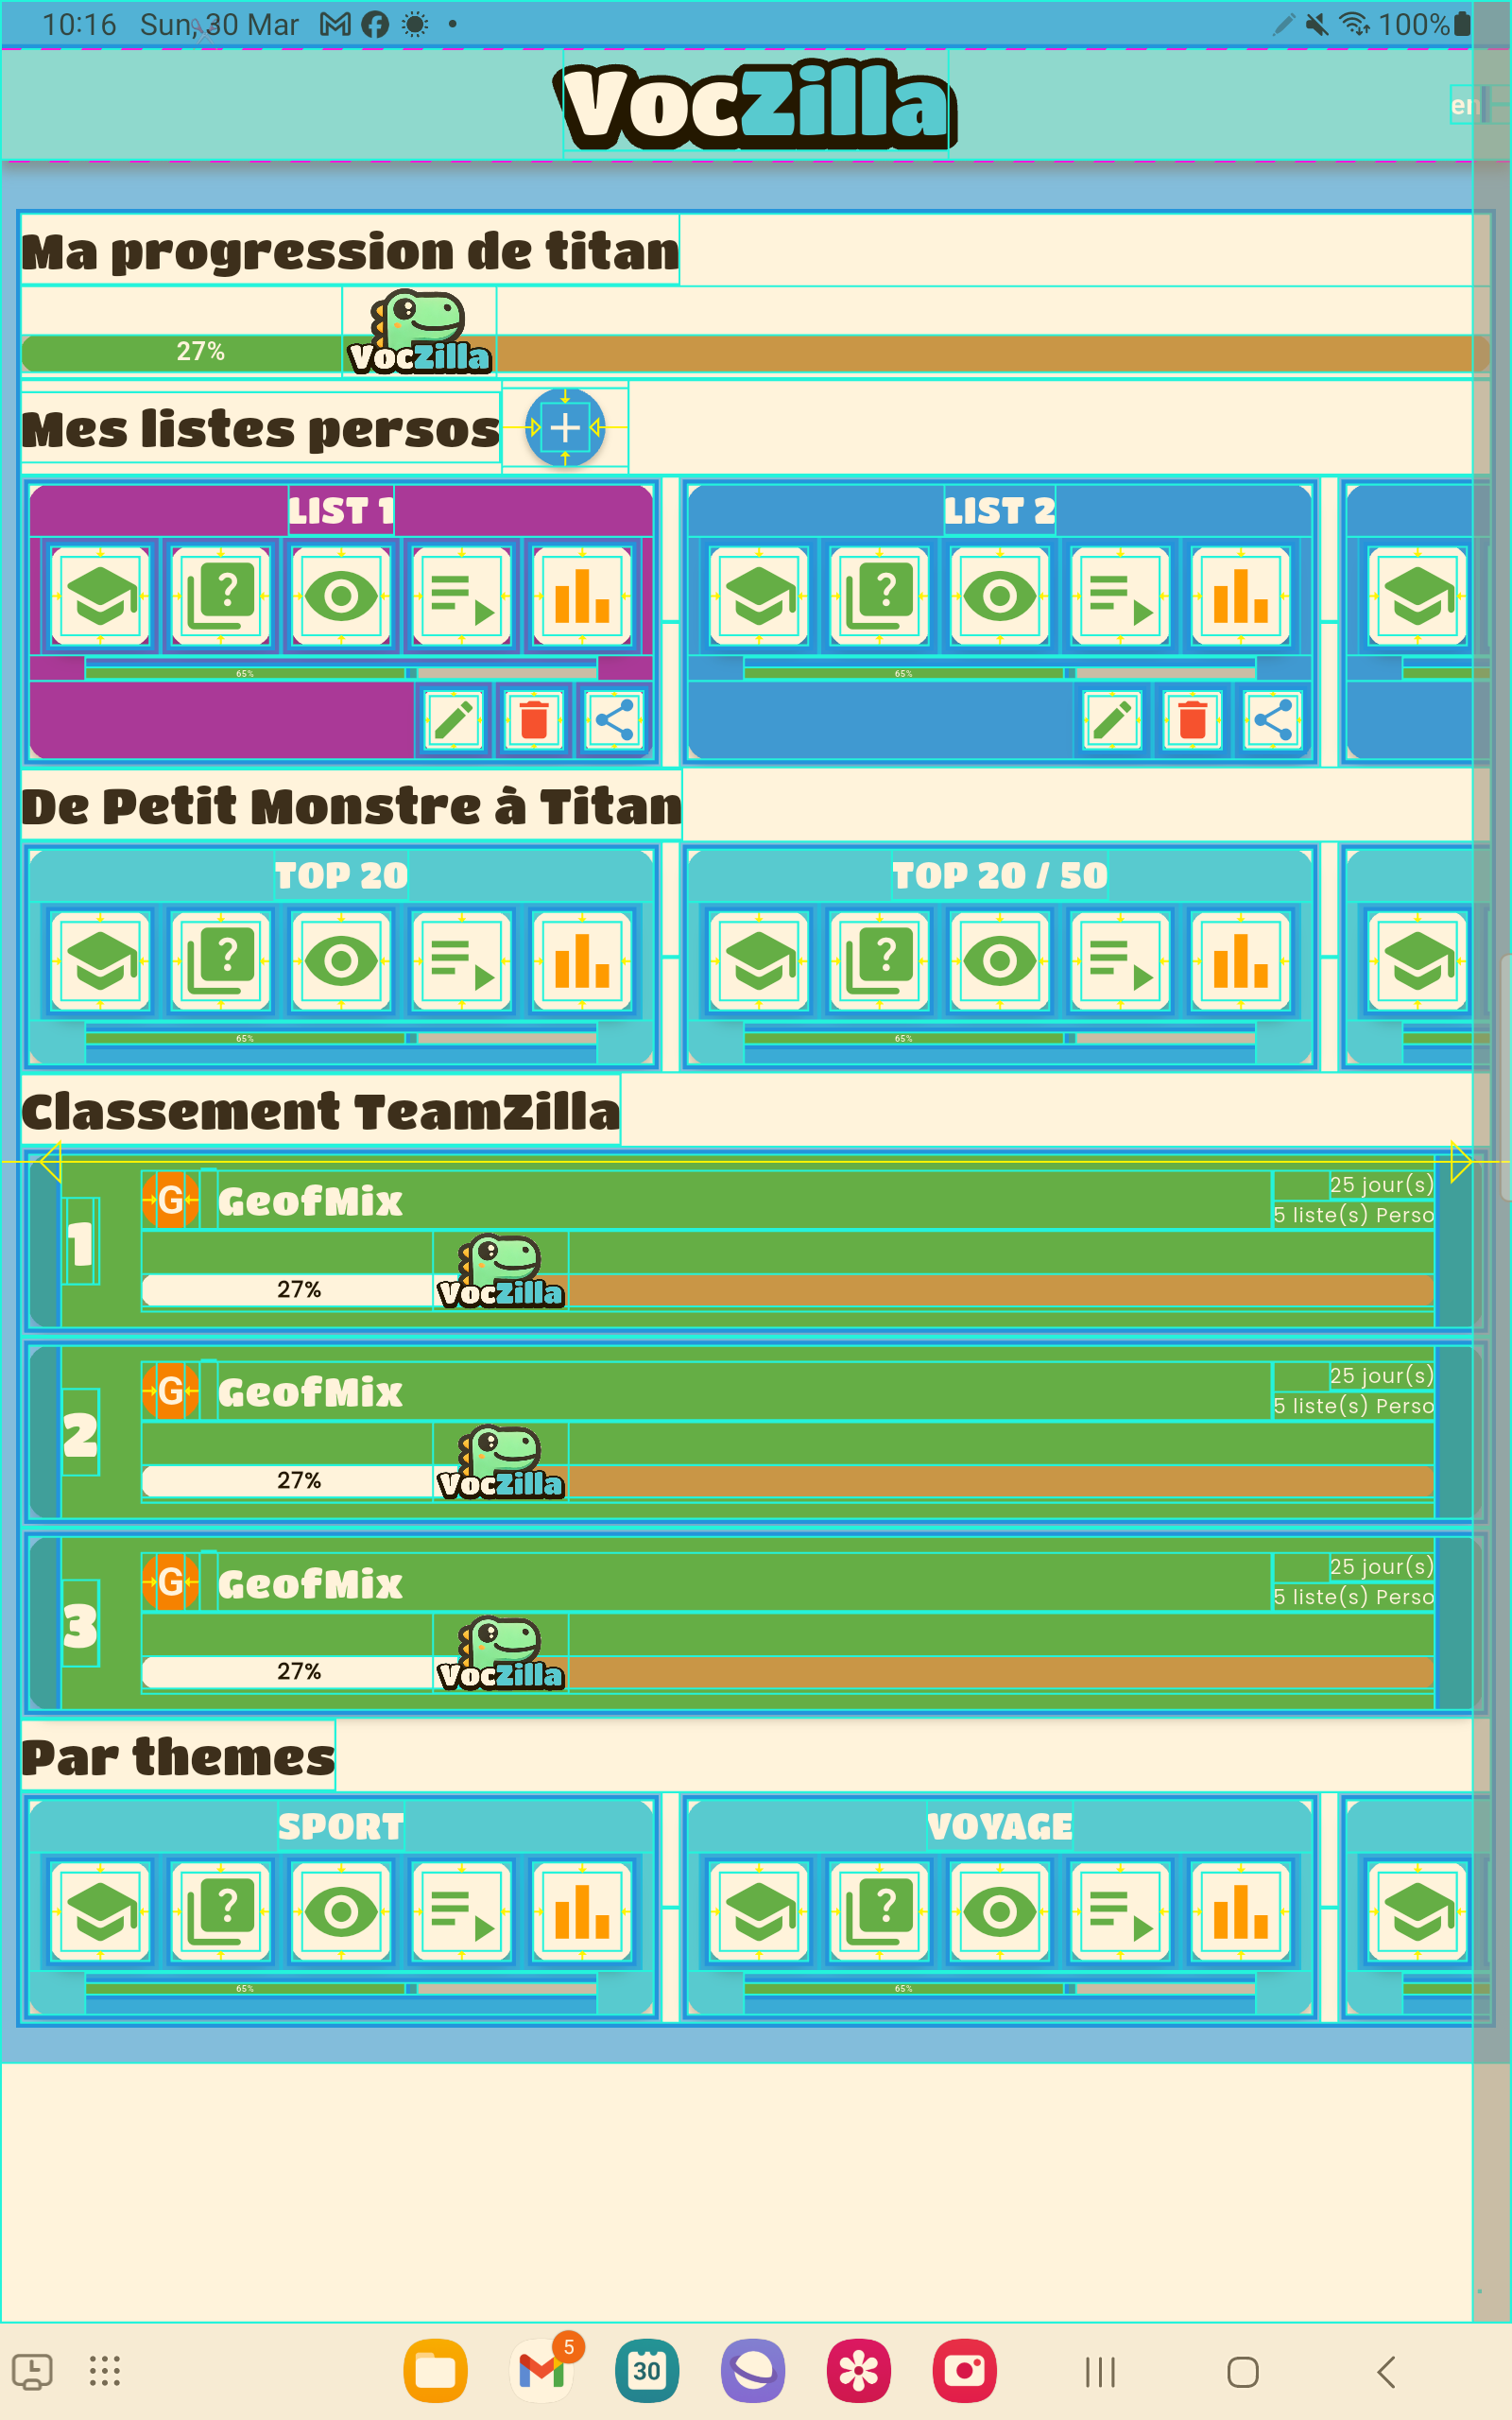 10:16 Sun, 30 Mar 100%
VocZilla
en
Ma progression de titan
27%
VocZilla
Mes listes persos
LIST 1 LIST 2
? ?
65% 65%
De Petit Monstre à Titan
TOP 20 TOP 20 / 50
? ?
65% 65%
Classement TeamZilla
1 G GeofMix 25 jour(s)
5 liste(s) Perso
27% VocZilla
2 G GeofMix 25 jour(s)
5 liste(s) Perso
27% VocZilla
3 G GeofMix 25 jour(s)
5 liste(s) Perso
27% VocZilla
Par themes
SPORT VOYAGE
? ?
65% 65%
5
30